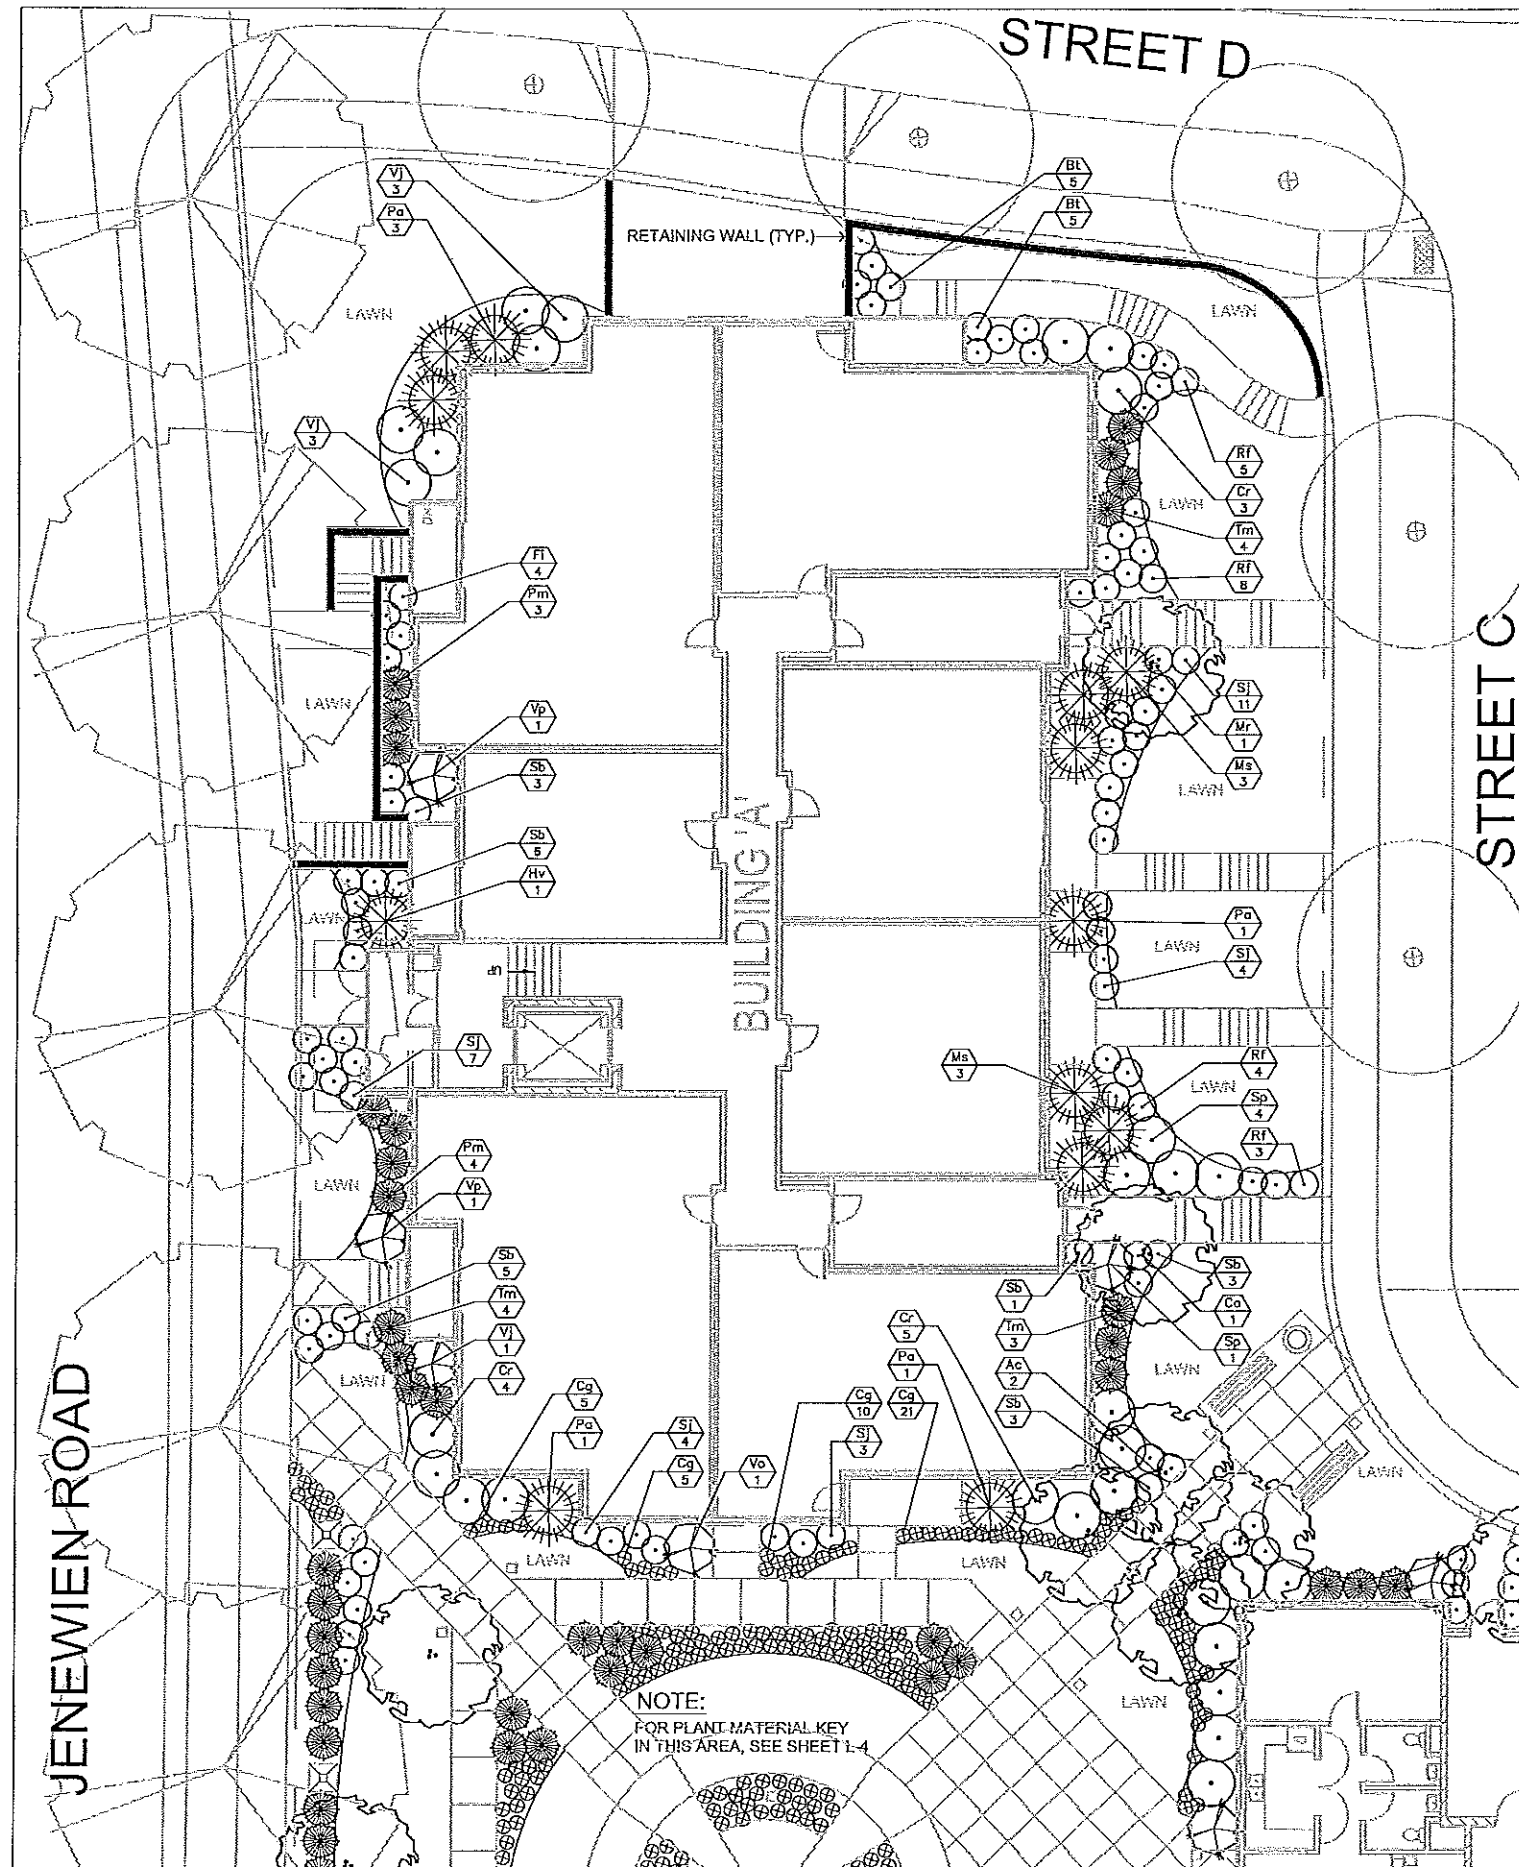 STREET D
Vj
3
Pa
3
Bt
5
Bt
5
RETAINING WALL (TYP.)
LAWN
LAWN
Vj
3
Rf
5
Cr
3
LAWN
Tm
4
Rf
8
DN
Fi
4
Pm
3
STREET C
LAWN
Vp
1
Sj
11
Mr
1
Ms
3
LAWN
Sb
3
BUILDING 'A'
Sb
5
Hv
1
LAWN
Pa
1
LAWN
Sj
4
UP
Sj
7
Ms
3
Rf
4
LAWN
Sp
4
Rf
3
Pm
4
LAWN
Vp
1
Sb
5
Tm
4
Vj
1
LAWN
Cr
4
Sb
3
Sb
1
Ca
1
Cr
5
Tm
3
Sp
1
Pa
1
Ac
2
LAWN
Sb
3
Cg
5
Pa
1
Sj
4
Cg
5
Vo
1
Cg
10
Cg
21
Sj
3
LAWN
LAWN
LAWN
JENEWIEN ROAD
LAWN
NOTE:
FOR PLANT MATERIAL KEY
IN THIS AREA, SEE SHEET L-4